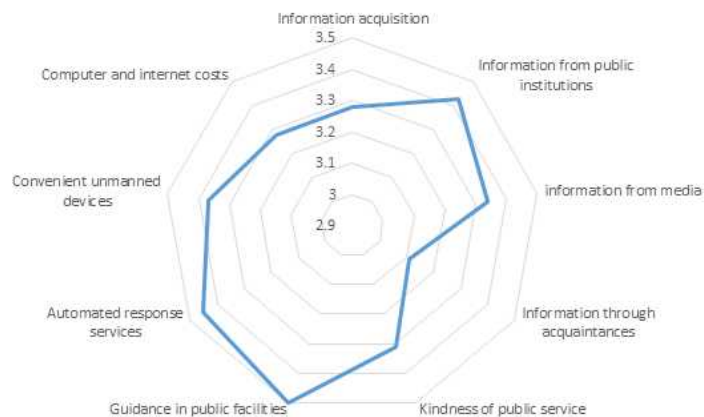 Information acquisition
3.5
3.4
3.3
3.2
3.1
3
2.9
Information from public
institutions
information from media
Information through
acquaintances
Kindness of public service
Guidance in public facilities
Automated response
services
Convenient unmanned
devices
Computer and internet costs